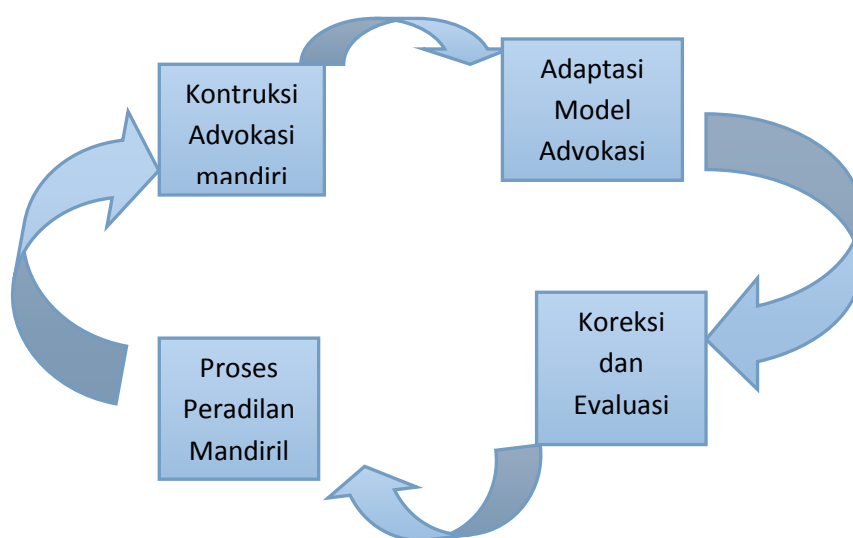 Kontruksi
Advokasi
mandiri
Adaptasi
Model
Advokasi
Koreksi
dan
Evaluasi
Proses
Peradilan
Mandiril